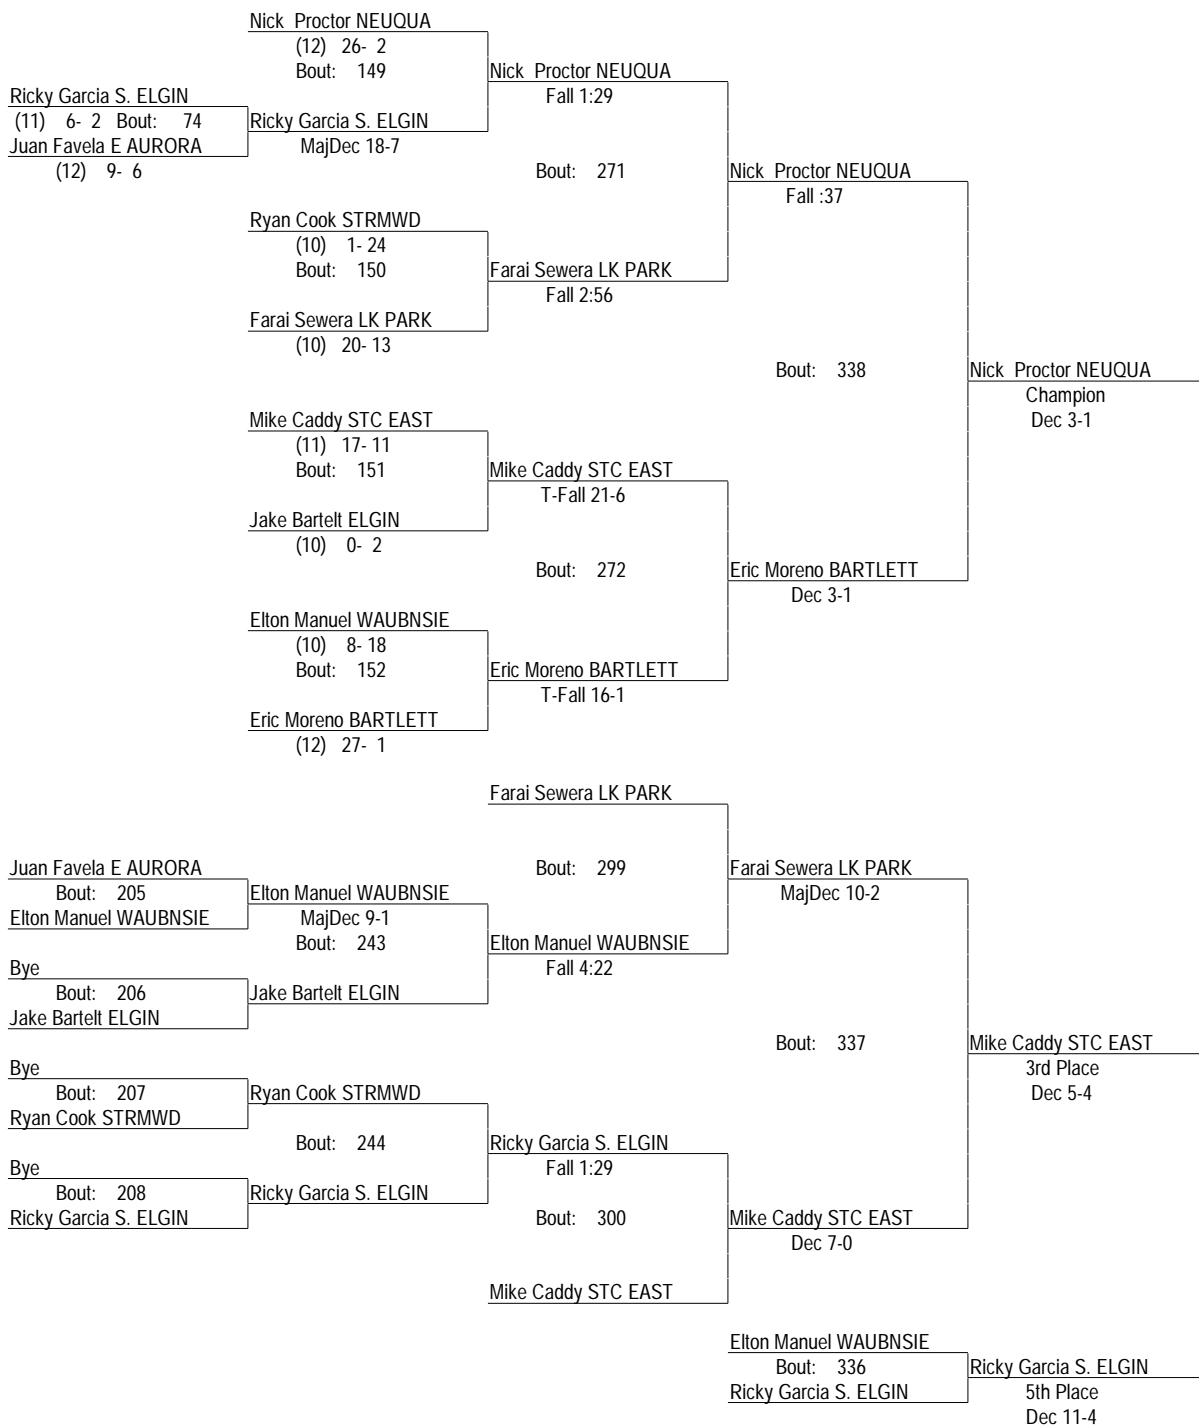 Nick Proctor NEUQUA
(12) 26- 2
Bout: 149
Nick Proctor NEUQUA
Fall 1:29
Ricky Garcia S. ELGIN
(11) 6- 2 Bout: 74
Ricky Garcia S. ELGIN
Juan Favela E AURORA
MajDec 18-7
(12) 9- 6
Bout: 271
Nick Proctor NEUQUA
Fall :37
Ryan Cook STRMWD
(10) 1- 24
Bout: 150
Farai Sewera LK PARK
Fall 2:56
Farai Sewera LK PARK
(10) 20- 13
Bout: 338
Nick Proctor NEUQUA
Champion
Dec 3-1
Mike Caddy STC EAST
(11) 17- 11
Bout: 151
Mike Caddy STC EAST
T-Fall 21-6
Jake Bartelt ELGIN
(10) 0- 2
Bout: 272
Eric Moreno BARTLETT
Dec 3-1
Elton Manuel WAUBNSIE
(10) 8- 18
Bout: 152
Eric Moreno BARTLETT
T-Fall 16-1
Eric Moreno BARTLETT
(12) 27- 1
Farai Sewera LK PARK
Bout: 299
Farai Sewera LK PARK
MajDec 10-2
Juan Favela E AURORA
Bout: 205
Elton Manuel WAUBNSIE
Elton Manuel WAUBNSIE
MajDec 9-1
Bout: 243
Elton Manuel WAUBNSIE
Fall 4:22
Bye
Bout: 206
Jake Bartelt ELGIN
Jake Bartelt ELGIN
Bout: 337
Mike Caddy STC EAST
3rd Place
Dec 5-4
Bye
Bout: 207
Ryan Cook STRMWD
Ryan Cook STRMWD
Bout: 244
Ricky Garcia S. ELGIN
Fall 1:29
Bye
Bout: 208
Ricky Garcia S. ELGIN
Ricky Garcia S. ELGIN
Bout: 300
Mike Caddy STC EAST
Dec 7-0
Mike Caddy STC EAST
Elton Manuel WAUBNSIE
Bout: 336
Ricky Garcia S. ELGIN
Ricky Garcia S. ELGIN
5th Place
Dec 11-4